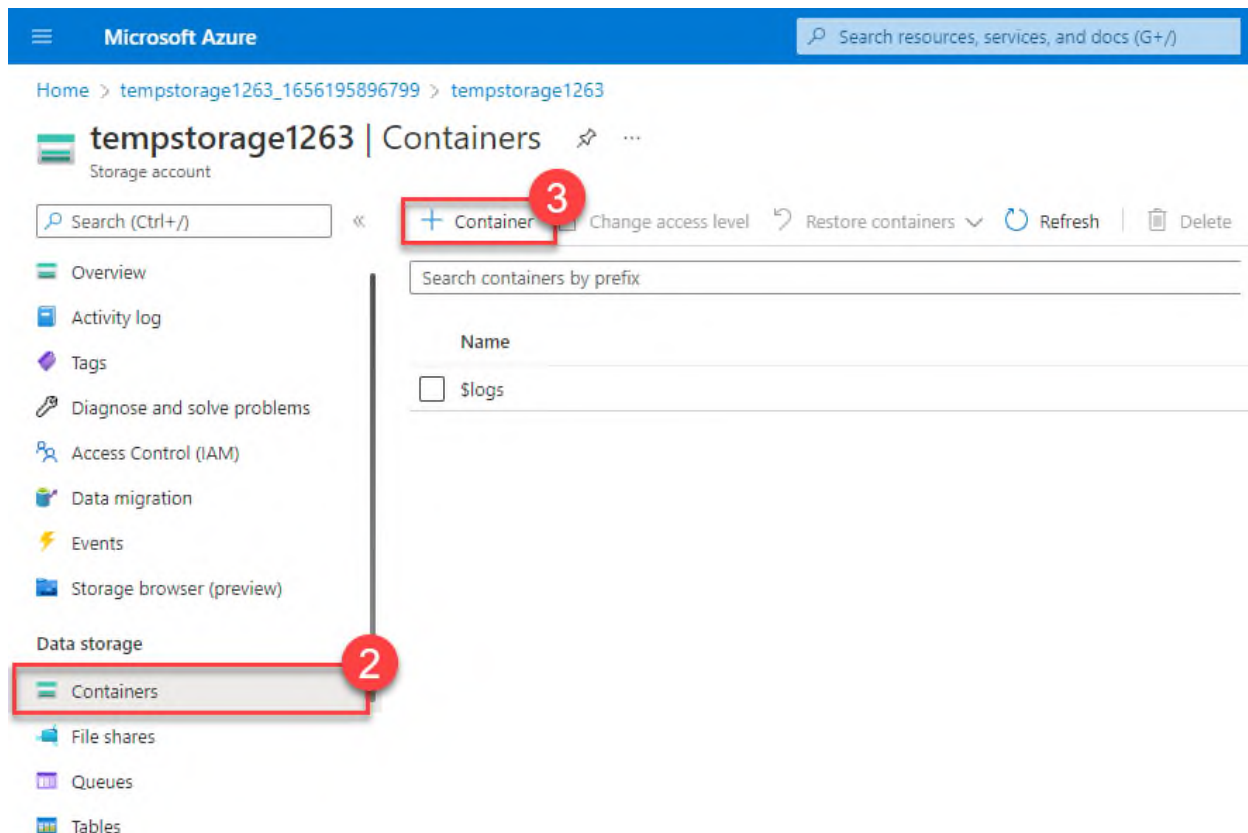 Microsoft Azure
Search resources, services, and docs (G+/)
Home > tempstorage1263_1656195896799 > tempstorage1263
tempstorage1263 | Containers ...
Storage account
Search (Ctrl+/)
«
+ Container
3
Change access level
Restore containers
Refresh
Delete
Overview
Activity log
Tags
Diagnose and solve problems
Access Control (IAM)
Data migration
Events
Storage browser (preview)
Data storage
2
Containers
File shares
Queues
Tables
Search containers by prefix
Name
$logs